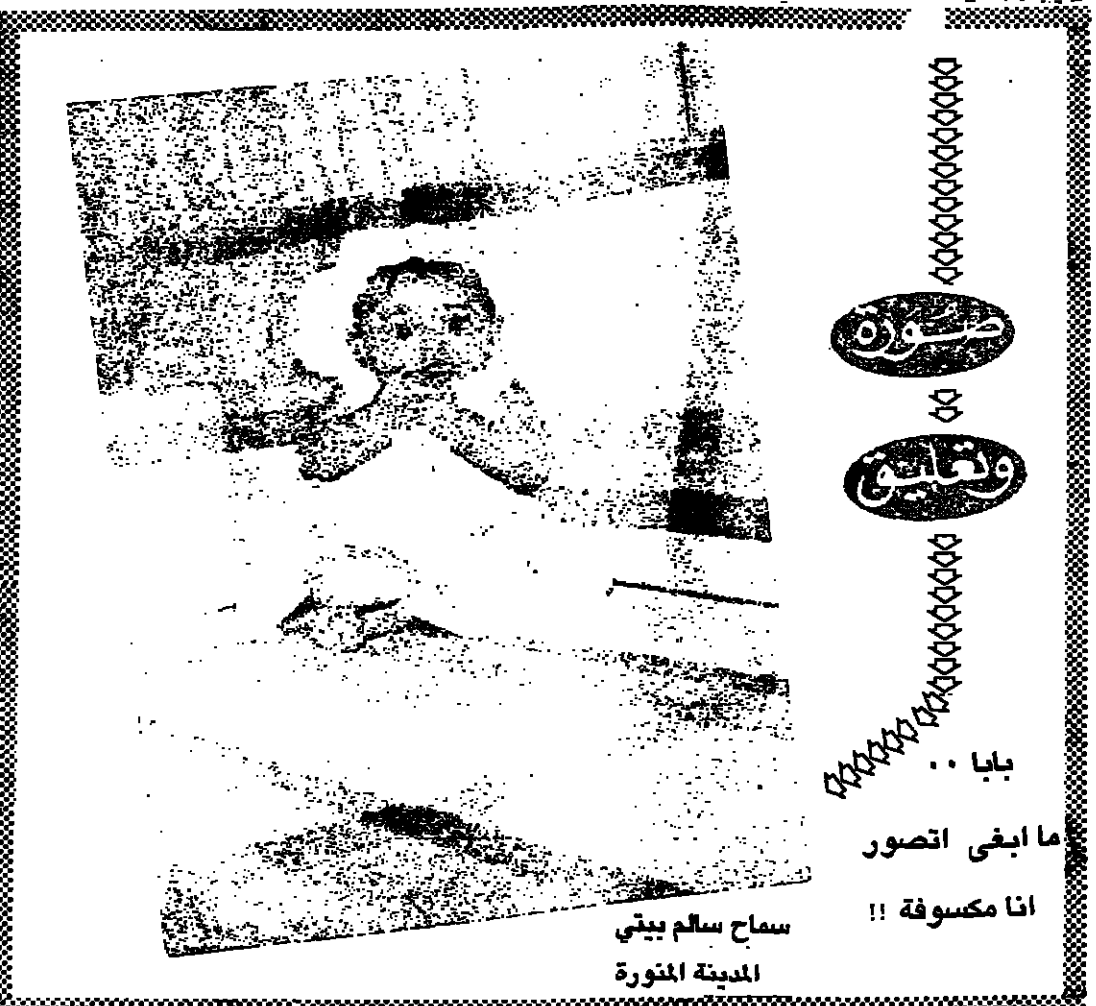 صورة
وتعليق
بابا ..
ما ابغى اتصور
انا مكسوفة !!
سماح سالم بيتي
المدينة المنورة